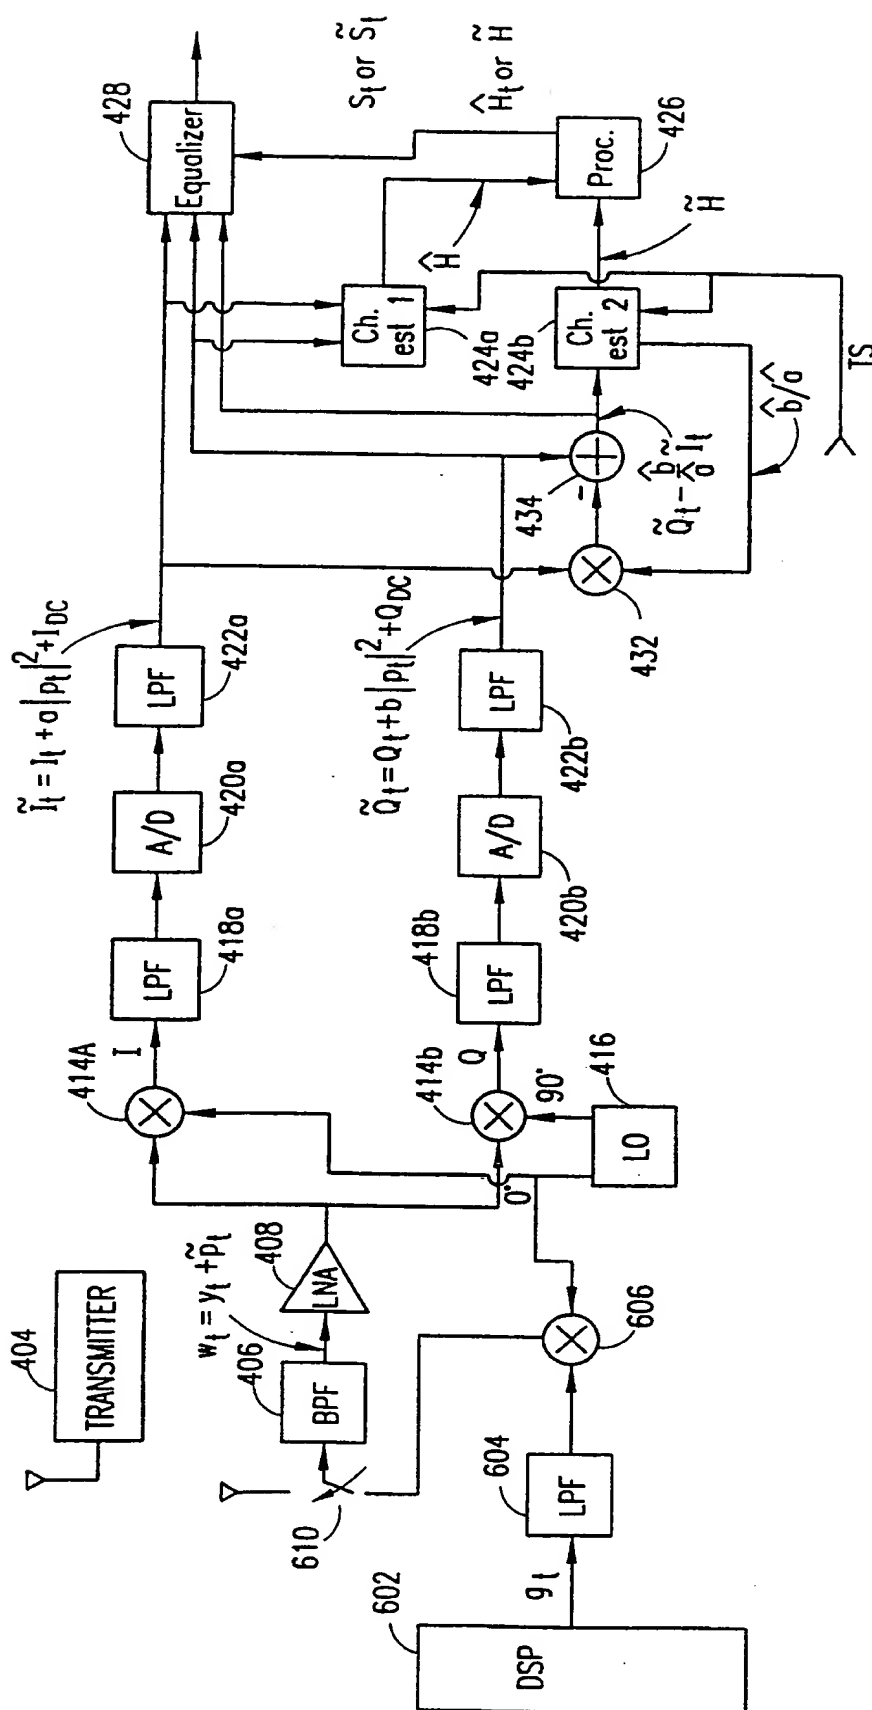 404
TRANSMITTER
406
BPF
w̃_t = y_t + p̃_t
408
LNA
610
602
DSP
g_t
604
LPF
606
414A
I
414b
Q
0°
90°
416
LO
LPF
418a
A/D
420a
LPF
422a
Ĩ_t = I_t + a|p_t|² + I_DC
LPF
418b
A/D
420b
LPF
422b
Q̃_t = Q_t + b|p_t|² + Q_DC
432
434
-
Q̃_t - b̂/â Ĩ_t
b̂/â
TS
Ch. est 1
424a
424b
Ch. est 2
Ĥ
H̃
Proc.
426
Ĥ_t or H̃
S_t or S̃_t
428
Equalizer